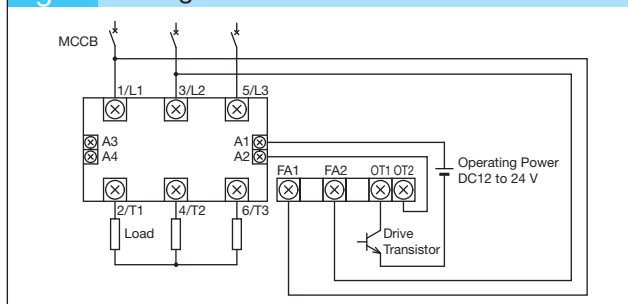 MCCB
1/L1 3/L2 5/L3
A3 A1
A4 A2
FA1 FA2 OT1 OT2
Operating Power
DC12 to 24 V
2/T1 4/T2 6/T3
Load
Drive
Transistor